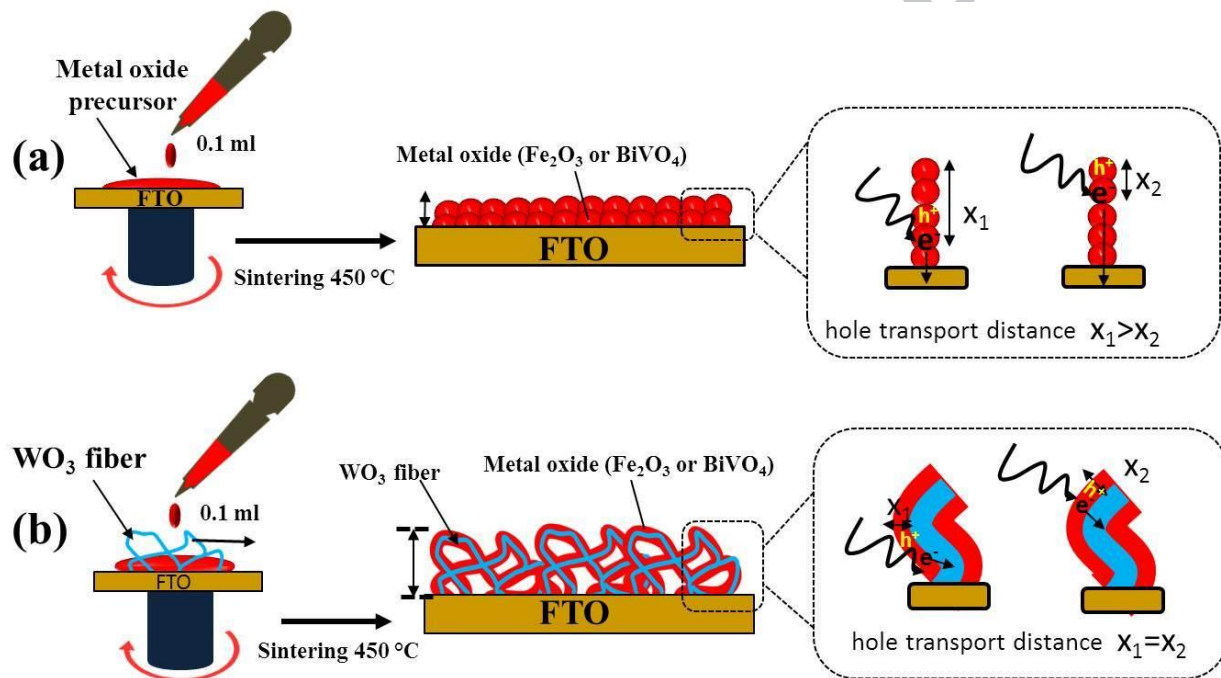 Metal oxide
precursor
0.1 ml
(a)
FTO
Sintering 450 °C
Metal oxide (Fe₂O₃ or BiVO₄)
FTO
h⁺
e⁻
x₁
h⁺
e⁻
x₂
hole transport distance x₁>x₂
WO₃ fiber
0.1 ml
(b)
FTO
Sintering 450 °C
WO₃ fiber
Metal oxide (Fe₂O₃ or BiVO₄)
FTO
x₁
h⁺
e⁻
x₂
h⁺
e⁻
hole transport distance x₁=x₂